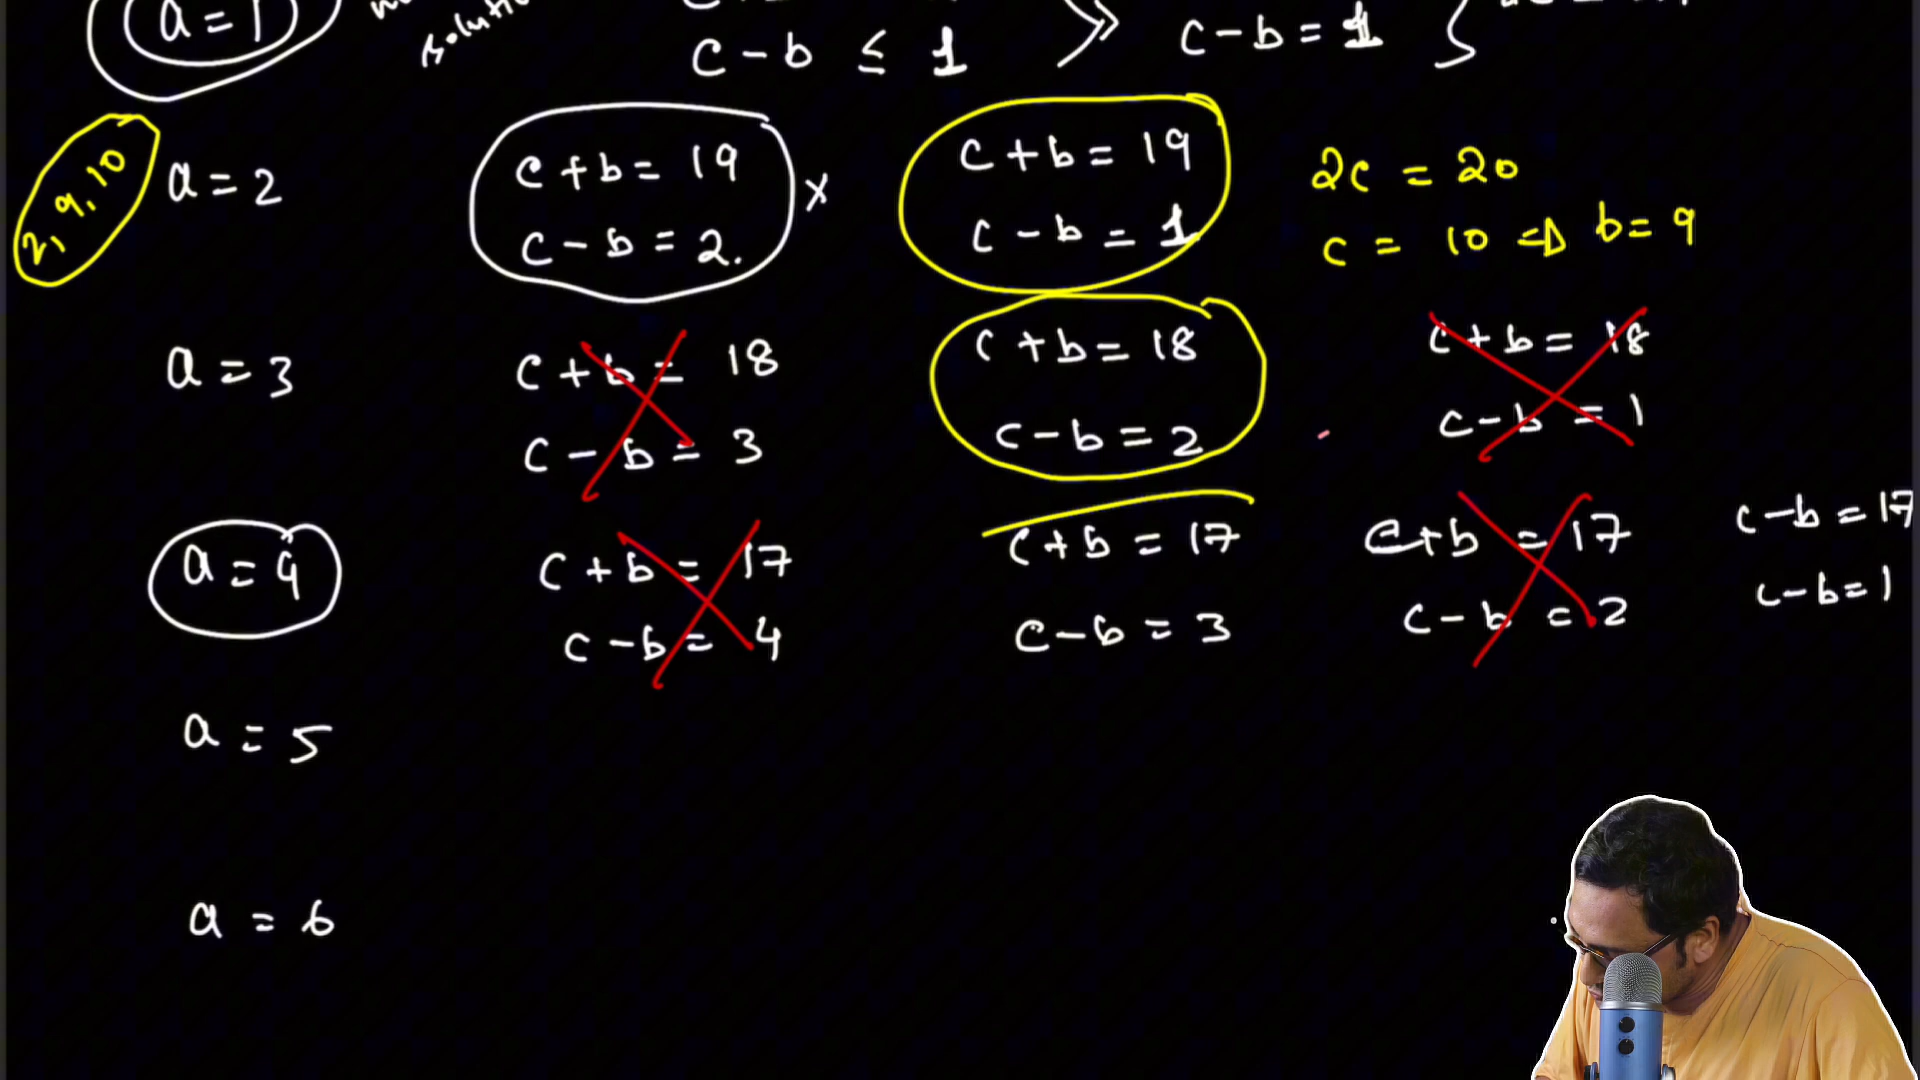 a = 1
solutio
c - b ≤ 1
c - b = 1
2, 9, 10
a = 2
c + b = 19
c - b = 2.
x
c + b = 19
c - b = 1
2c = 20
c = 10 ⇒ b = 9
a = 3
c + b = 18
c - b = 3
c + b = 18
c - b = 2
c + b = 18
c - b = 1
a = 4
c + b = 17
c - b = 4
c + b = 17
c - b = 3
c + b = 17
c - b = 2
c - b = 17
c - b = 1
a = 5
a = 6